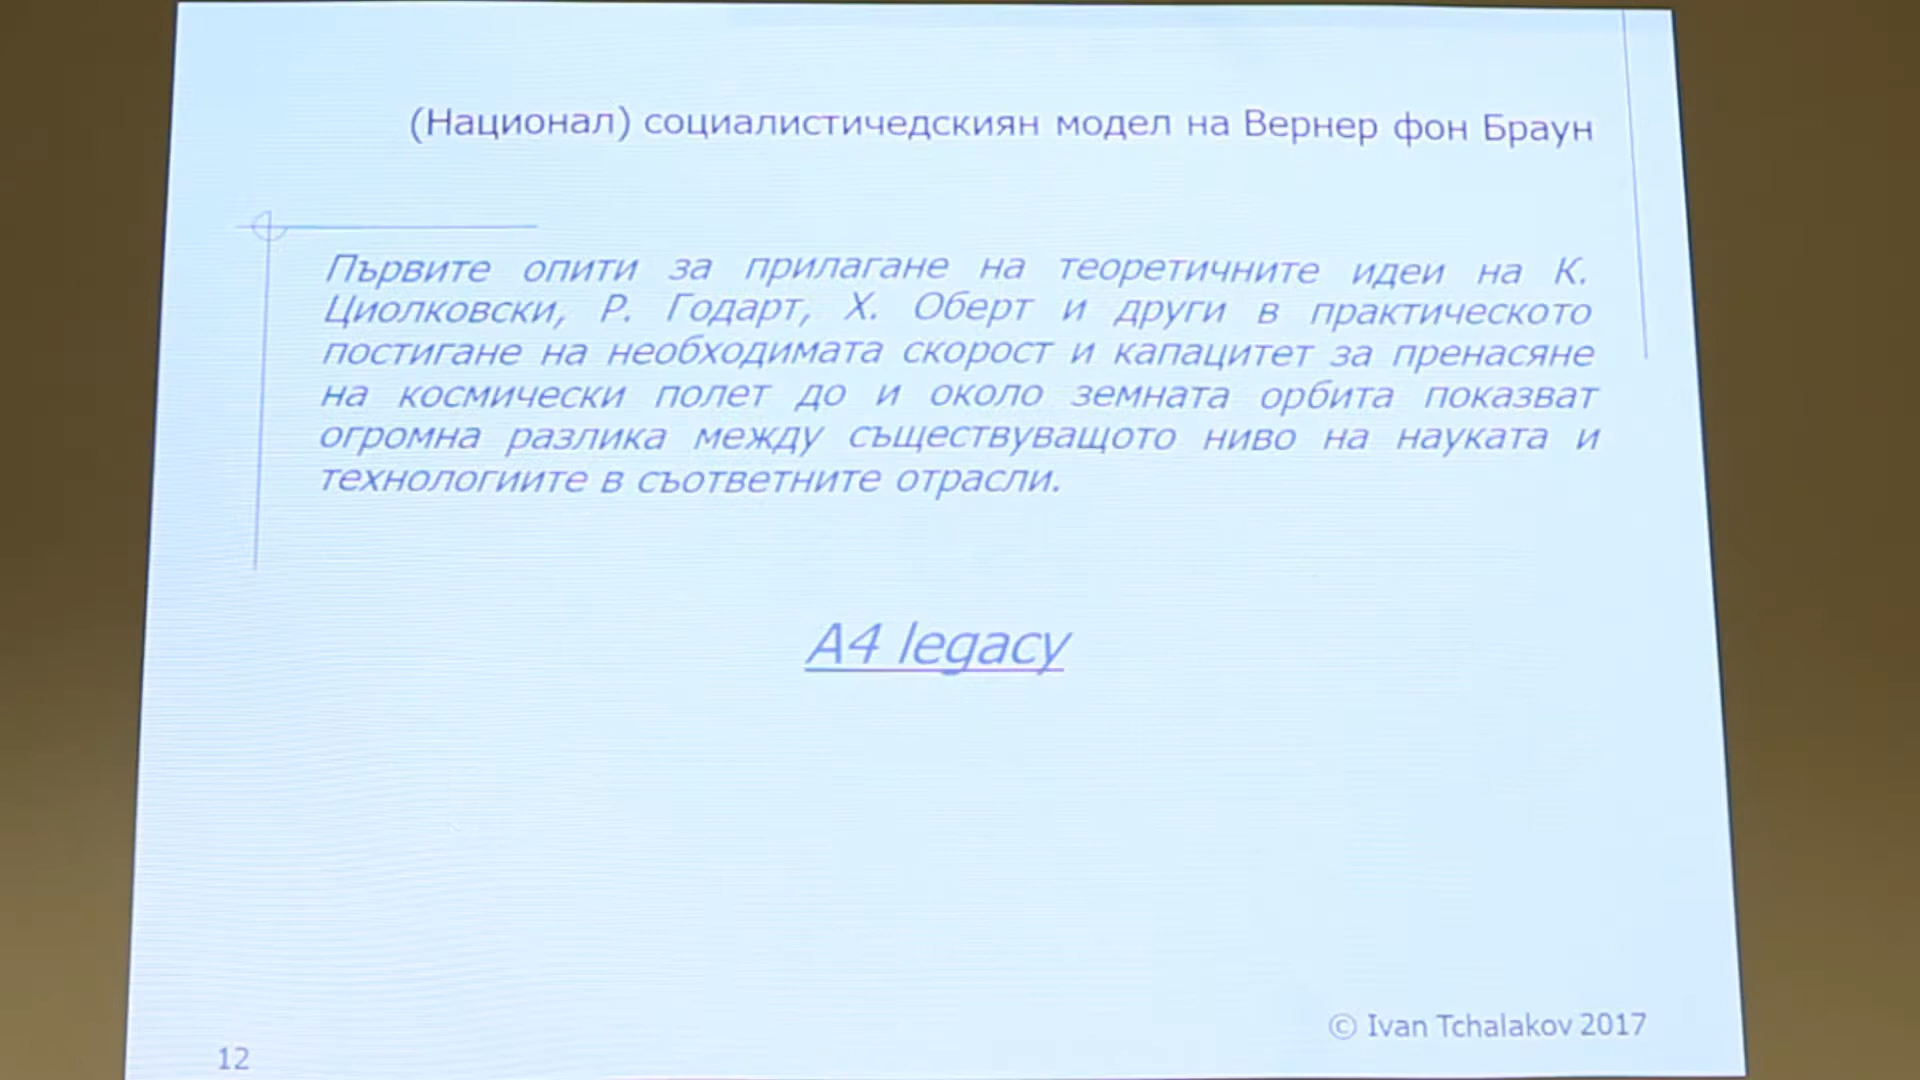 (Национал) социалистичедскиян модел на Вернер фон Браун
Първите опити за прилагане на теоретичните идеи на К.
Циолковски, Р. Годарт, Х. Оберт и други в практическото
постигане на необходимата скорост и капацитет за пренасяне
на космически полет до и около земната орбита показват
огромна разлика между съществуващото ниво на науката и
технологиите в съответните отрасли.
A4 legacy
© Ivan Tchalakov 2017
12